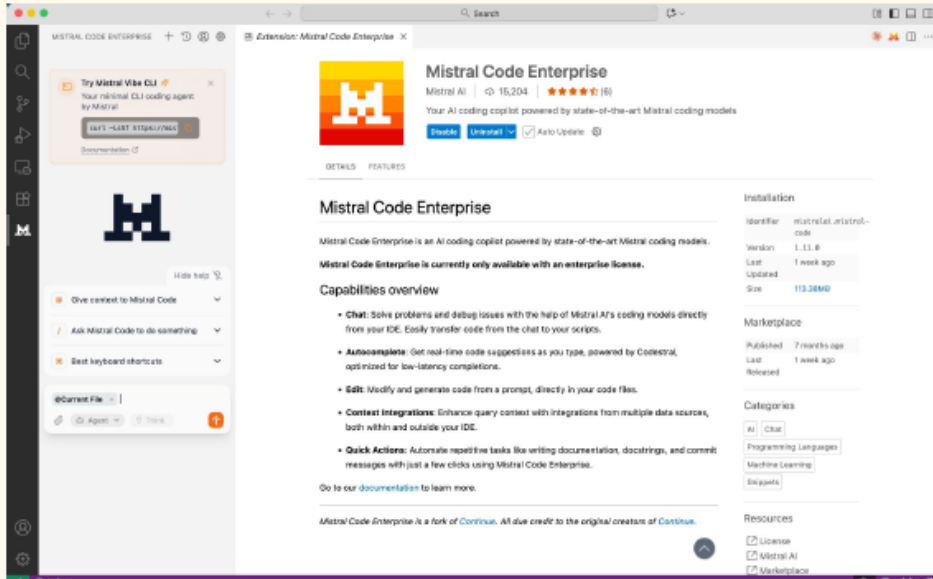 Search
MISTRAL CODE ENTERPRISE
Extension: Mistral Code Enterprise
Try Mistral Vibe CLI
Your minimal CLI coding agent
by Mistral
curl -LsSf https://mis
Documentation
Hide help
Give context to Mistral Code
Ask Mistral Code to do something
Best keyboard shortcuts
@Current File
Agent
Think
Mistral Code Enterprise
Mistral AI
15,204
(6)
Your AI coding copilot powered by state-of-the-art Mistral coding models
Disable
Uninstall
Auto Update
DETAILS
FEATURES
Mistral Code Enterprise
Mistral Code Enterprise is an AI coding copilot powered by state-of-the-art Mistral coding models.
Mistral Code Enterprise is currently only available with an enterprise license.
Capabilities overview
• Chat: Solve problems and debug issues with the help of Mistral AI's coding models directly
from your IDE. Easily transfer code from the chat to your scripts.
• Autocomplete: Get real-time code suggestions as you type, powered by Codestral,
optimized for low-latency completions.
• Edit: Modify and generate code from a prompt, directly in your code files.
• Context Integrations: Enhance query context with integrations from multiple data sources,
both within and outside your IDE.
• Quick Actions: Automate repetitive tasks like writing documentation, docstrings, and commit
messages with just a few clicks using Mistral Code Enterprise.
Go to our documentation to learn more.
Mistral Code Enterprise is a fork of Continue. All due credit to the original creators of Continue.
Installation
Identifier mistralai.mistral-
code
Version 1.11.0
Last 1 week ago
Updated
Size 113.38MB
Marketplace
Published 7 months ago
Last 1 week ago
Released
Categories
AI Chat
Programming Languages
Machine Learning
Snippets
Resources
License
Mistral AI
Marketplace